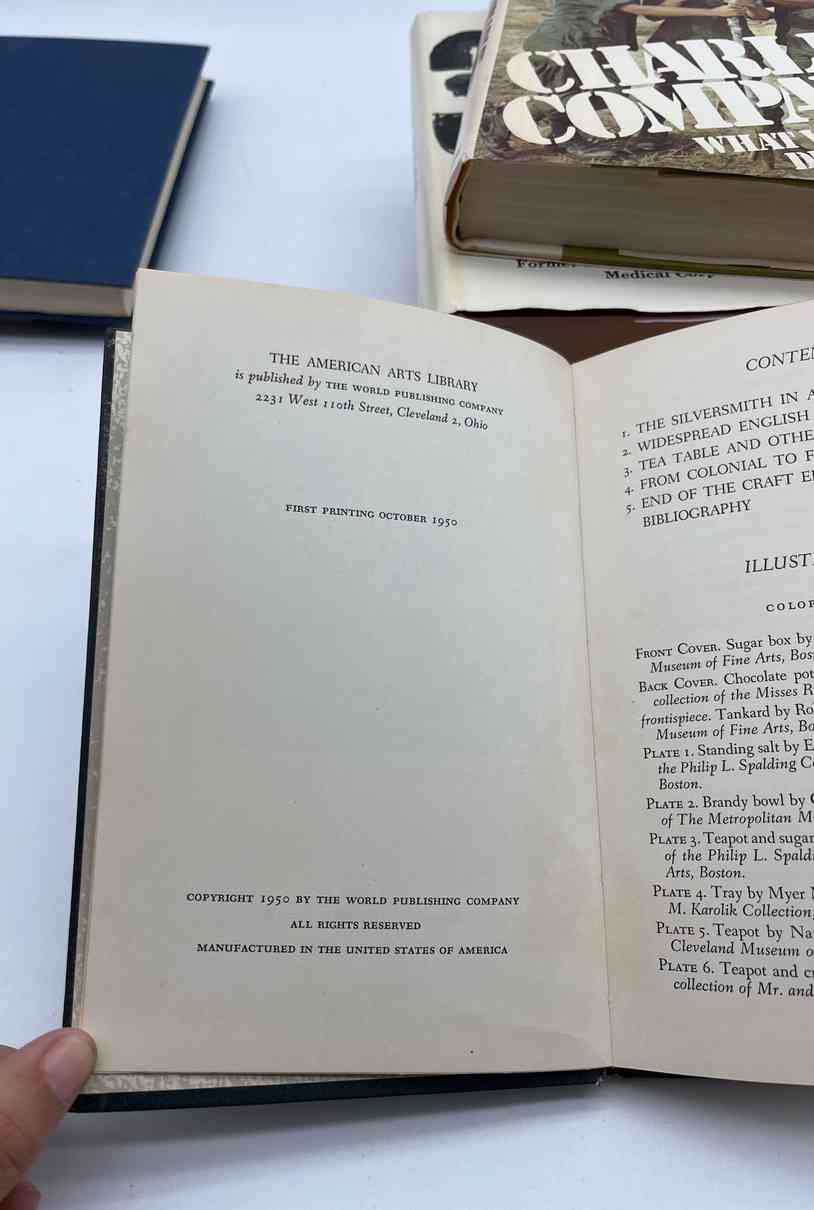 CHARL
COMPA
WHAT
D
Medical Corp
THE AMERICAN ARTS LIBRARY
is published by THE WORLD PUBLISHING COMPANY
2231 West 110th Street, Cleveland 2, Ohio
FIRST PRINTING OCTOBER 1950
COPYRIGHT 1950 BY THE WORLD PUBLISHING COMPANY
ALL RIGHTS RESERVED
MANUFACTURED IN THE UNITED STATES OF AMERICA
CONTEN
1. THE SILVERSMITH IN A
2. WIDESPREAD ENGLISH
3. TEA TABLE AND OTHE
4. FROM COLONIAL TO F
5. END OF THE CRAFT E
BIBLIOGRAPHY
ILLUST
COLOR
FRONT COVER. Sugar box by
Museum of Fine Arts, Bos
BACK COVER. Chocolate pot
collection of the Misses R
frontispiece. Tankard by Ro
Museum of Fine Arts, Bo
PLATE 1. Standing salt by E
the Philip L. Spalding Co
Boston.
PLATE 2. Brandy bowl by C
of The Metropolitan M
PLATE 3. Teapot and sugar
of the Philip L. Spaldi
Arts, Boston.
PLATE 4. Tray by Myer M
M. Karolik Collection,
PLATE 5. Teapot by Na
Cleveland Museum o
PLATE 6. Teapot and cr
collection of Mr. and